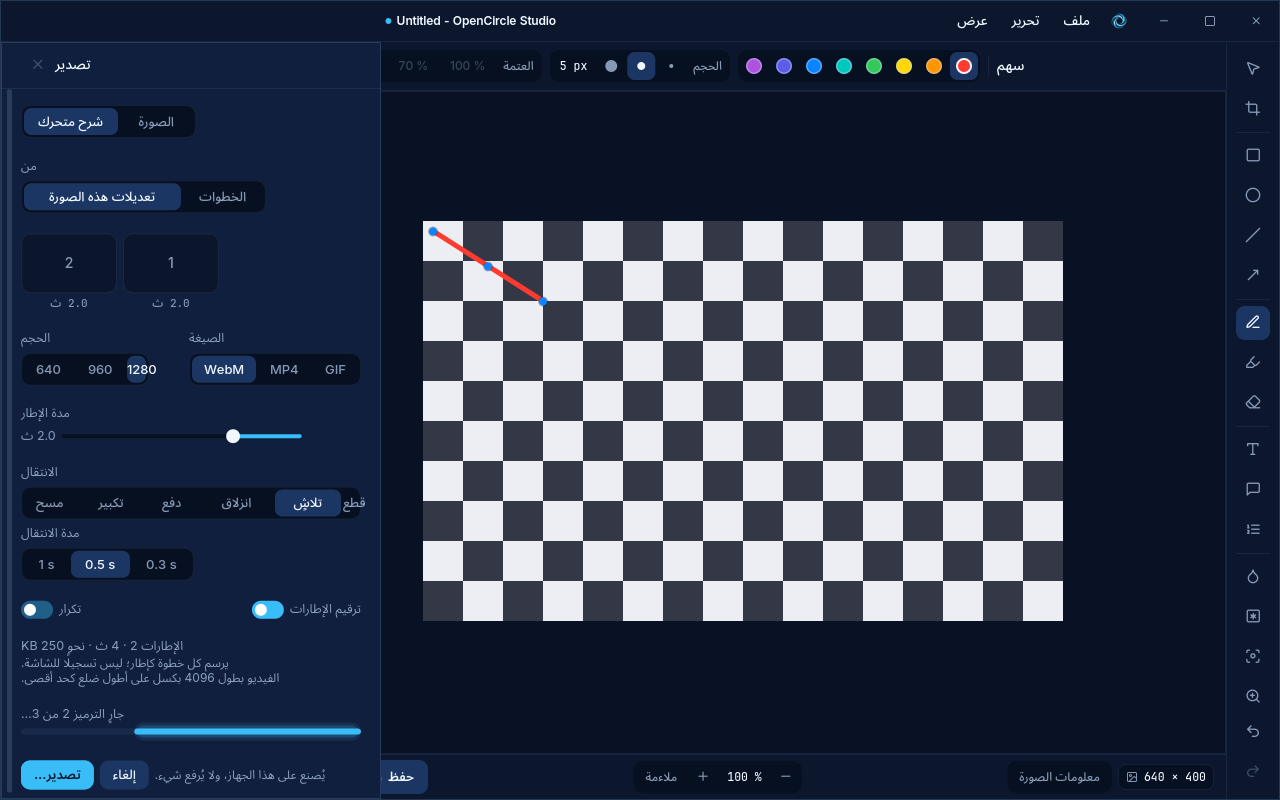 ملف تحرير عرض
Untitled - OpenCircle Studio
سهم
الحجم 5 px
العتمة 100 % 70 %
تصدير
الصورة شرح متحرك
من
الخطوات تعديلات هذه الصورة
1 2
2.0 ث 2.0 ث
الصيغة الحجم
GIF MP4 WebM
1280 960 640
مدة الإطار
2.0 ث
الانتقال
قطع تلاشٍ انزلاق دفع تكبير مسح
مدة الانتقال
0.3 s 0.5 s 1 s
ترقيم الإطارات تكرار
الإطارات 2 · 4 ث · نحو 250 KB
يرسم كل خطوة كإطار؛ ليس تسجيلًا للشاشة.
الفيديو بطول 4096 بكسل على أطول ضلع كحد أقصى.
جارٍ الترميز 2 من 3...
يُصنع على هذا الجهاز، ولا يُرفع شيء. إلغاء تصدير...
640 × 400 معلومات الصورة
100 % ملاءمة
حفظ